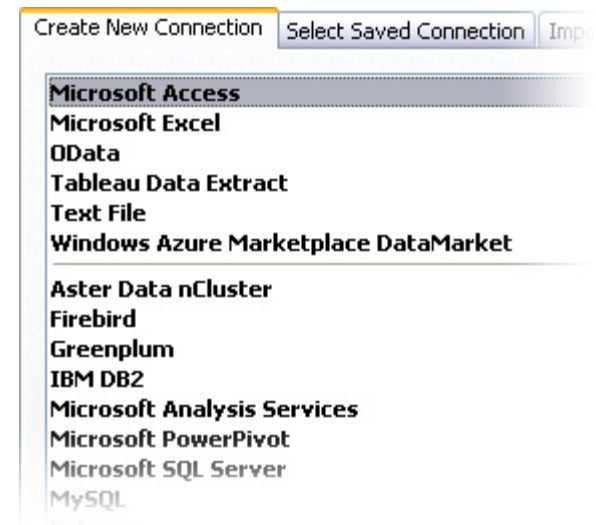 Create New Connection Select Saved Connection Imp
Microsoft Access
Microsoft Excel
OData
Tableau Data Extract
Text File
Windows Azure Marketplace DataMarket
Aster Data nCluster
Firebird
Greenplum
IBM DB2
Microsoft Analysis Services
Microsoft PowerPivot
Microsoft SQL Server
MySQL